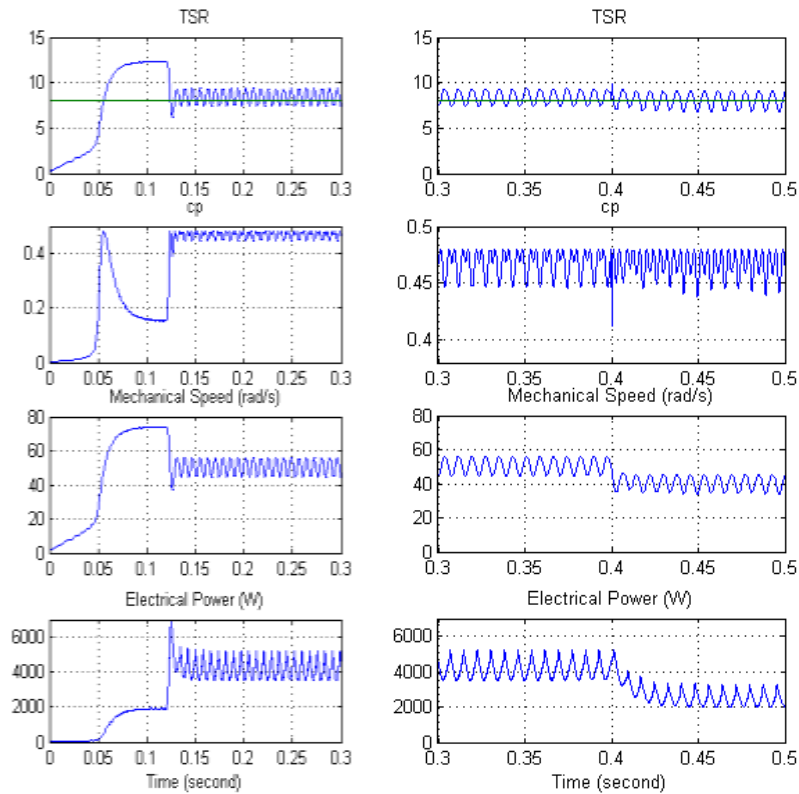 TSR
15
10
5
0
0 0.05 0.1 0.15 0.2 0.25 0.3
cp
0.4
0.2
0
0 0.05 0.1 0.15 0.2 0.25 0.3
Mechanical Speed (rad/s)
80
60
40
20
0
0 0.05 0.1 0.15 0.2 0.25 0.3
Electrical Power (W)
6000
4000
2000
0
0 0.05 0.1 0.15 0.2 0.25 0.3
Time (second)
TSR
15
10
5
0
0.3 0.35 0.4 0.45 0.5
cp
0.5
0.45
0.4
0.3 0.35 0.4 0.45 0.5
Mechanical Speed (rad/s)
80
60
40
20
0
0.3 0.35 0.4 0.45 0.5
Electrical Power (W)
6000
4000
2000
0
0.3 0.35 0.4 0.45 0.5
Time (second)